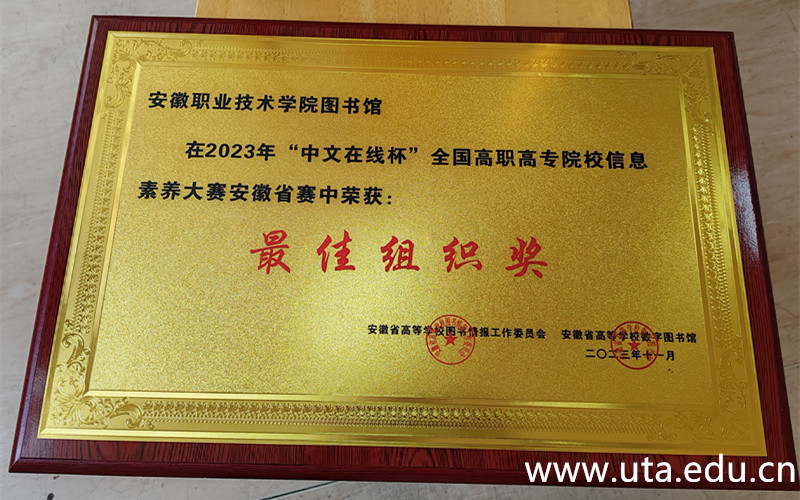 安徽职业技术学院图书馆
在2023年“中文在线杯”全国高职高专院校信息
素养大赛安徽省赛中荣获：
最佳组织奖
安徽省高等学校图书情报工作委员会 安徽省高等学校数字图书馆
二〇二三年十一月
www.uta.edu.cn